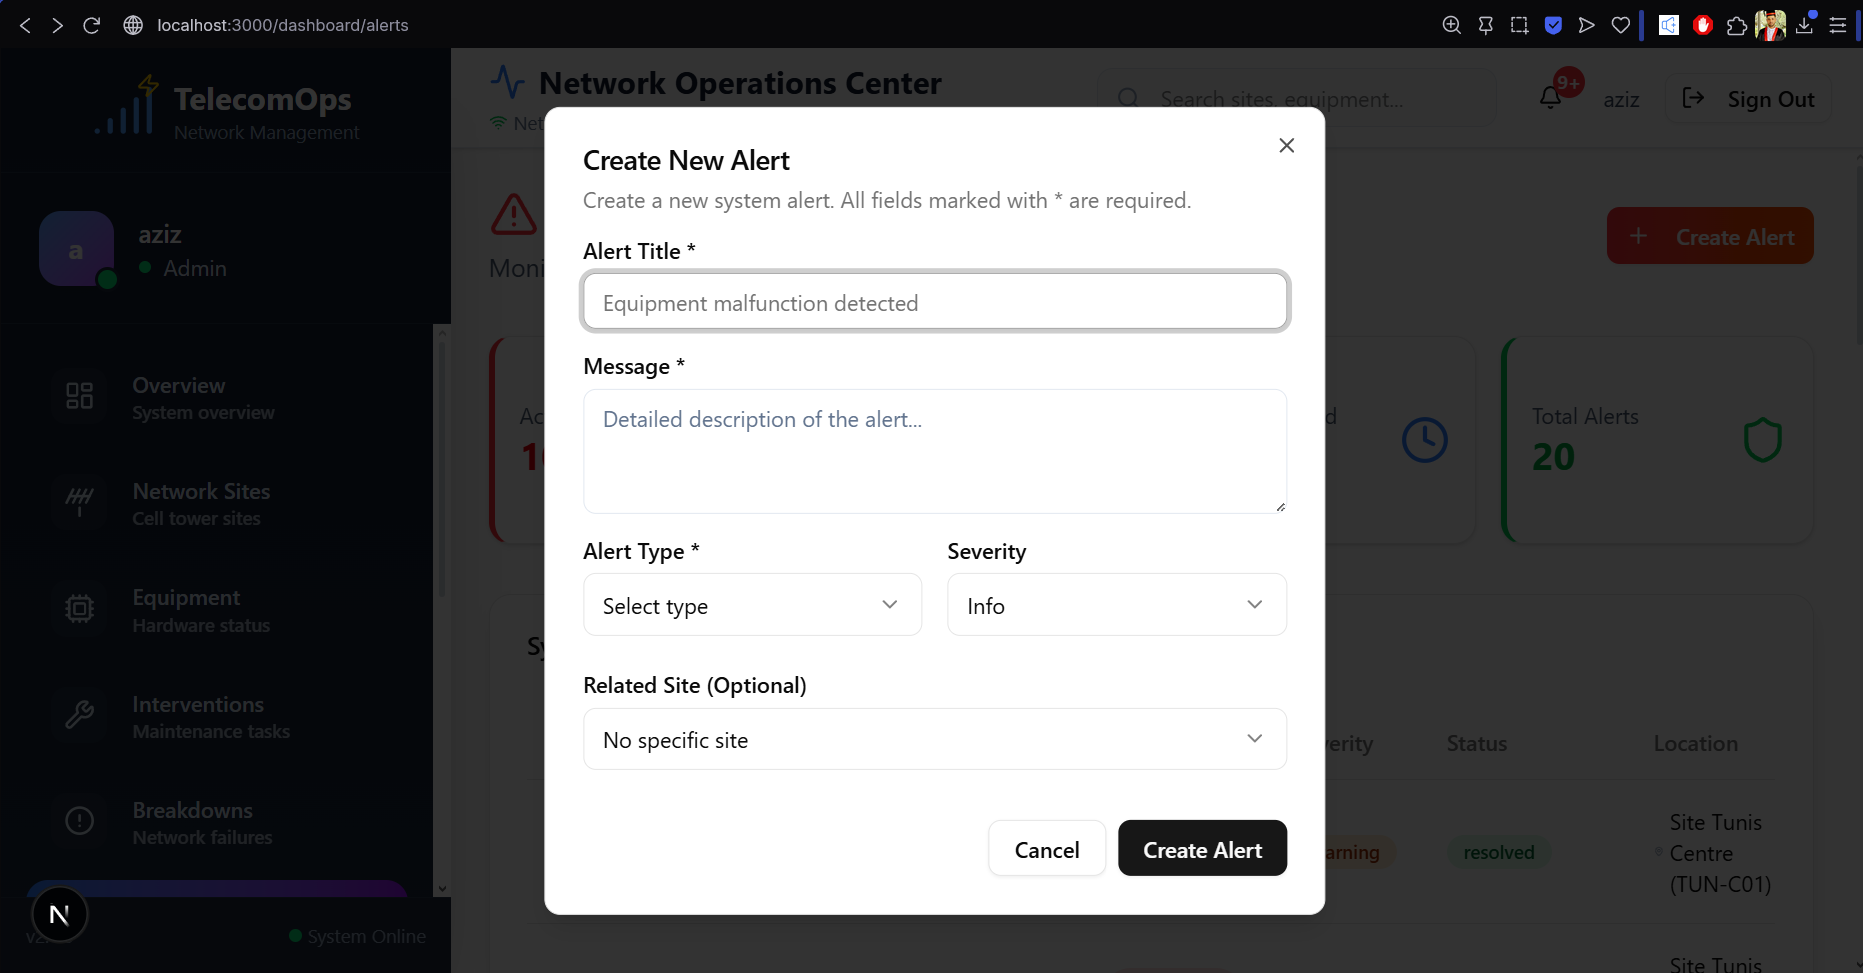 localhost:3000/dashboard/alerts
TelecomOps
Network Management
a
aziz
Admin
Overview
System overview
Network Sites
Cell tower sites
Equipment
Hardware status
Interventions
Maintenance tasks
Breakdowns
Network failures
N
System Online
Network Operations Center
Net
Search sites, equipment...
9+
aziz
Sign Out
Moni
Create Alert
Total Alerts
20
Create New Alert
Create a new system alert. All fields marked with * are required.
Alert Title *
Equipment malfunction detected
Message *
Detailed description of the alert...
Alert Type *
Severity
Select type
Info
Related Site (Optional)
No specific site
Cancel
Create Alert
verity
Status
Location
arning
resolved
Site Tunis
Centre
(TUN-C01)
Site Tunis